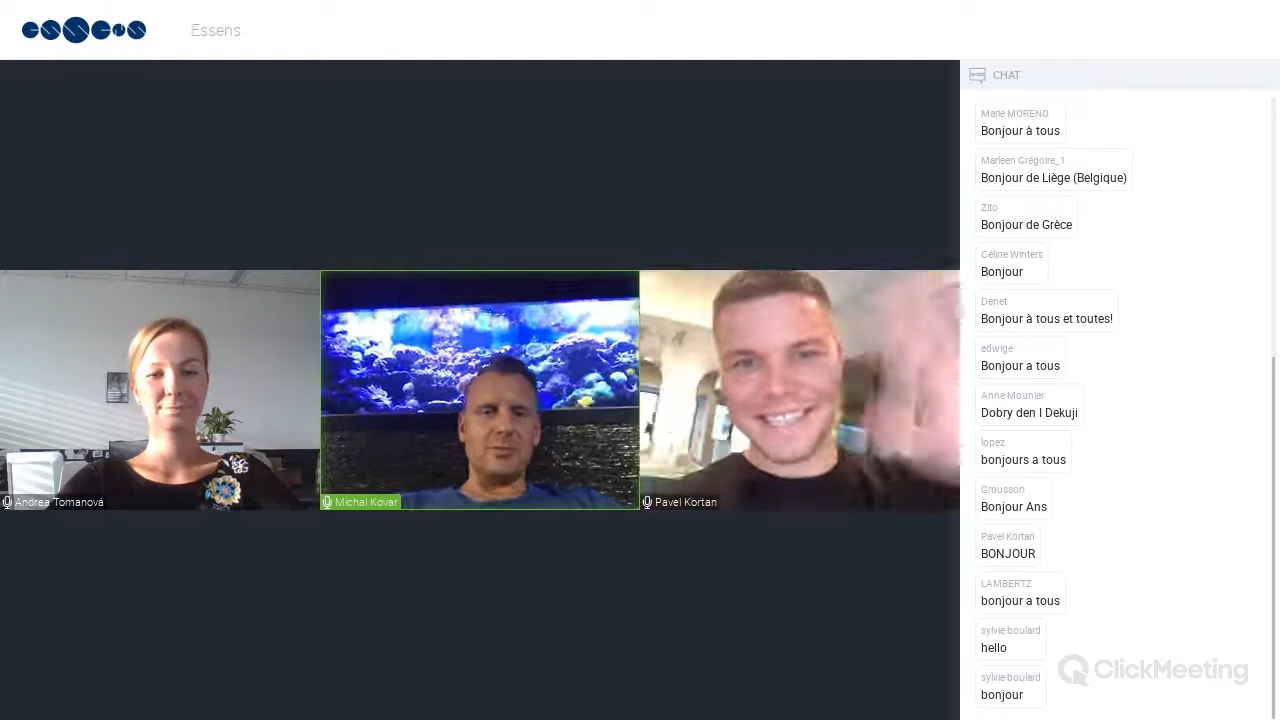 essens
Essens
CHAT
Marie MORENO
Bonjour à tous
Marleen Grégoire_1
Bonjour de Liège (Belgique)
Zito
Bonjour de Grèce
Céline Winters
Bonjour
Denet
Bonjour à tous et toutes!
edwige
Bonjour a tous
Anne Mounier
Dobry den I Dekuji
lopez
bonjours a tous
Grousson
Bonjour Ans
Pavel Kortan
BONJOUR
LAMBERTZ
bonjour a tous
sylvie boulard
hello
sylvie boulard
bonjour
Andrea Tomanová
Michal Kovar
Pavel Kortan
ClickMeeting